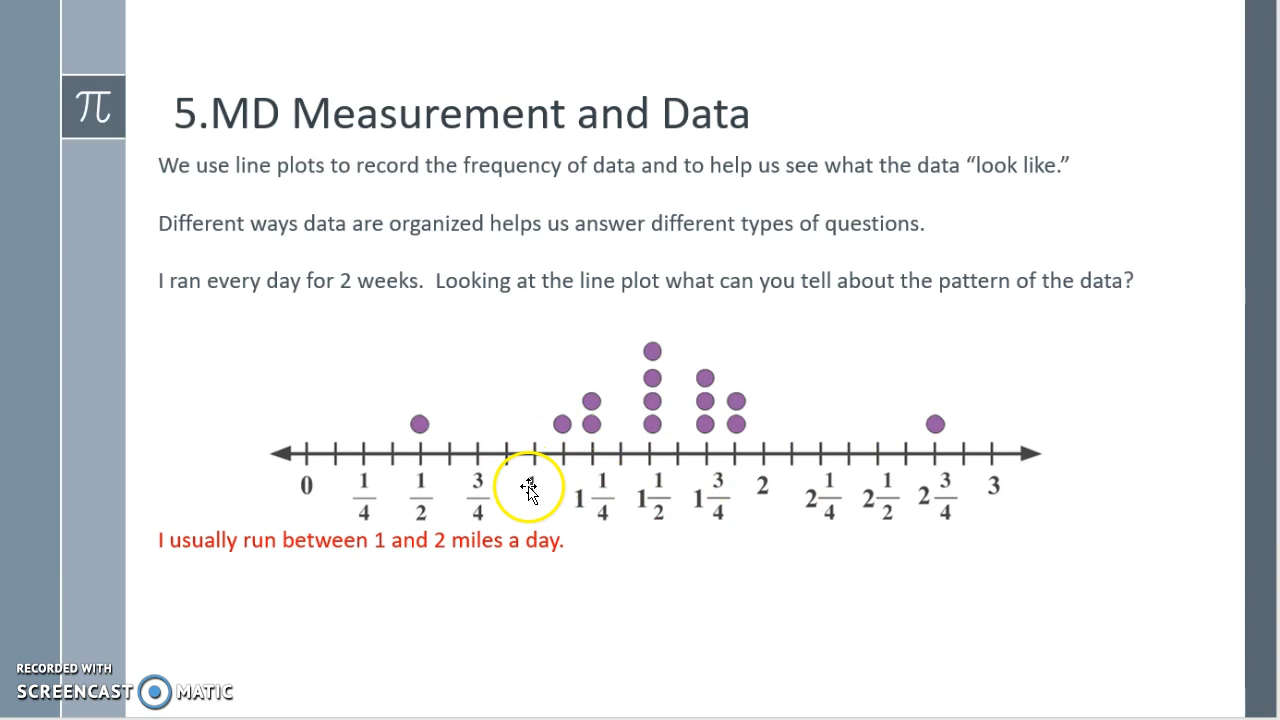 π
5.MD Measurement and Data
We use line plots to record the frequency of data and to help us see what the data “look like.”
Different ways data are organized helps us answer different types of questions.
I ran every day for 2 weeks. Looking at the line plot what can you tell about the pattern of the data?
0 1/4 1/2 3/4 1 1/4 1 1/2 1 3/4 2 2 1/4 2 1/2 2 3/4 3
I usually run between 1 and 2 miles a day.
RECORDED WITH
SCREENCAST MATIC